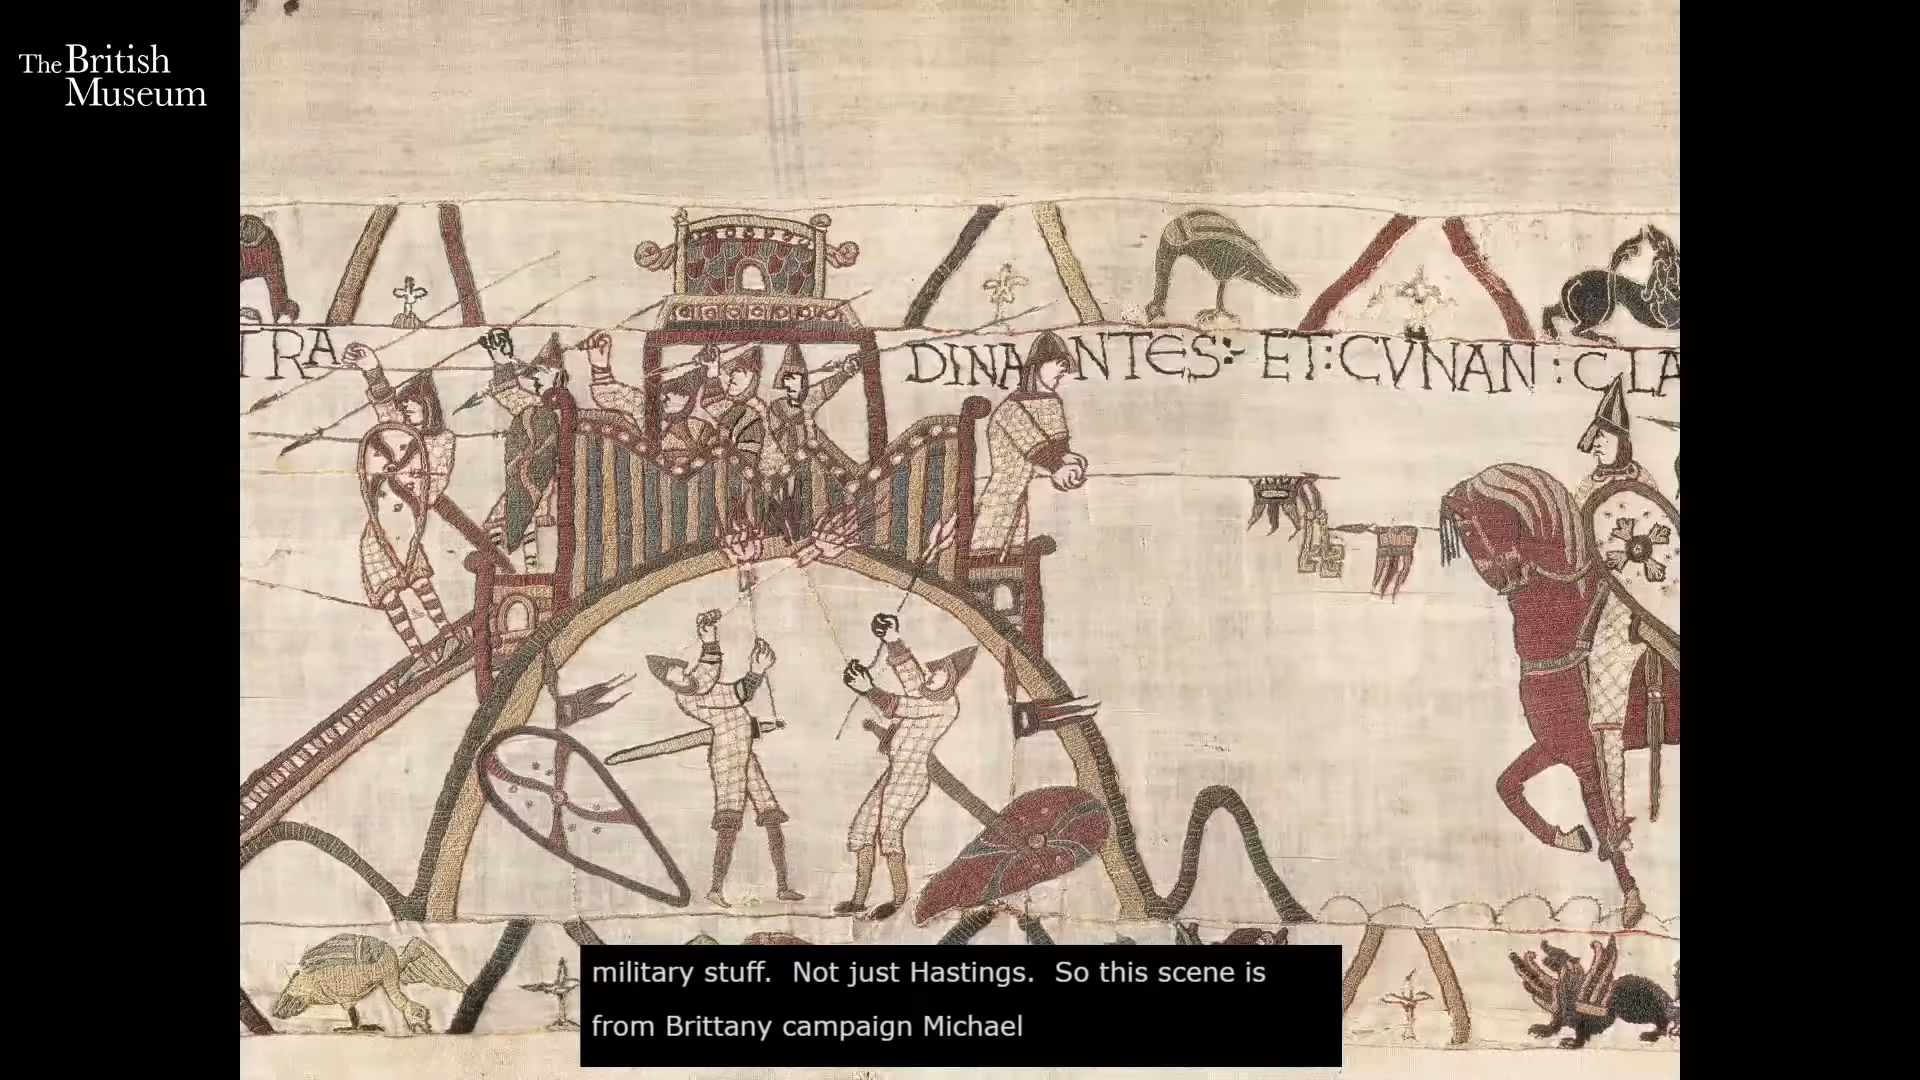 The British
Museum
TRA
DINANTES: ET: CVNAN: CLA
military stuff.  Not just Hastings.  So this scene is
from Brittany campaign Michael